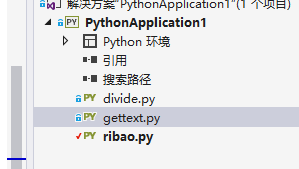 解决方案"PythonApplication1"(1 个项目)
PythonApplication1
Python 环境
引用
搜索路径
divide.py
gettext.py
ribao.py